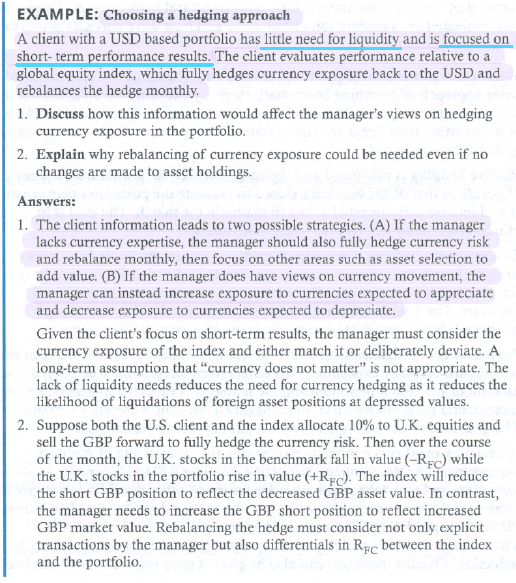 EXAMPLE: Choosing a hedging approach
A client with a USD based portfolio has little need for liquidity and is focused on
short- term performance results. The client evaluates performance relative to a
global equity index, which fully hedges currency exposure back to the USD and
rebalances the hedge monthly.
1. Discuss how this information would affect the manager's views on hedging
currency exposure in the portfolio.
2. Explain why rebalancing of currency exposure could be needed even if no
changes are made to asset holdings.
Answers:
1. The client information leads to two possible strategies. (A) If the manager
lacks currency expertise, the manager should also fully hedge currency risk
and rebalance monthly, then focus on other areas such as asset selection to
add value. (B) If the manager does have views on currency movement, the
manager can instead increase exposure to currencies expected to appreciate
and decrease exposure to currencies expected to depreciate.
Given the client's focus on short-term results, the manager must consider the
currency exposure of the index and either match it or deliberately deviate. A
long-term assumption that "currency does not matter" is not appropriate. The
lack of liquidity needs reduces the need for currency hedging as it reduces the
likelihood of liquidations of foreign asset positions at depressed values.
2. Suppose both the U.S. client and the index allocate 10% to U.K. equities and
sell the GBP forward to fully hedge the currency risk. Then over the course
of the month, the U.K. stocks in the benchmark fall in value (–RFC) while
the U.K. stocks in the portfolio rise in value (+RFC). The index will reduce
the short GBP position to reflect the decreased GBP asset value. In contrast,
the manager needs to increase the GBP short position to reflect increased
GBP market value. Rebalancing the hedge must consider not only explicit
transactions by the manager but also differentials in RFC between the index
and the portfolio.